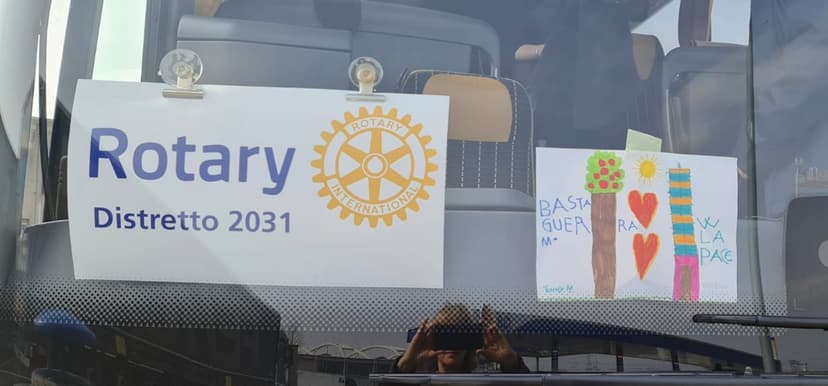 Rotary
Distretto 2031
ROTARY
INTERNATIONAL
BASTA
GUERRA
M•
W
LA
PACE